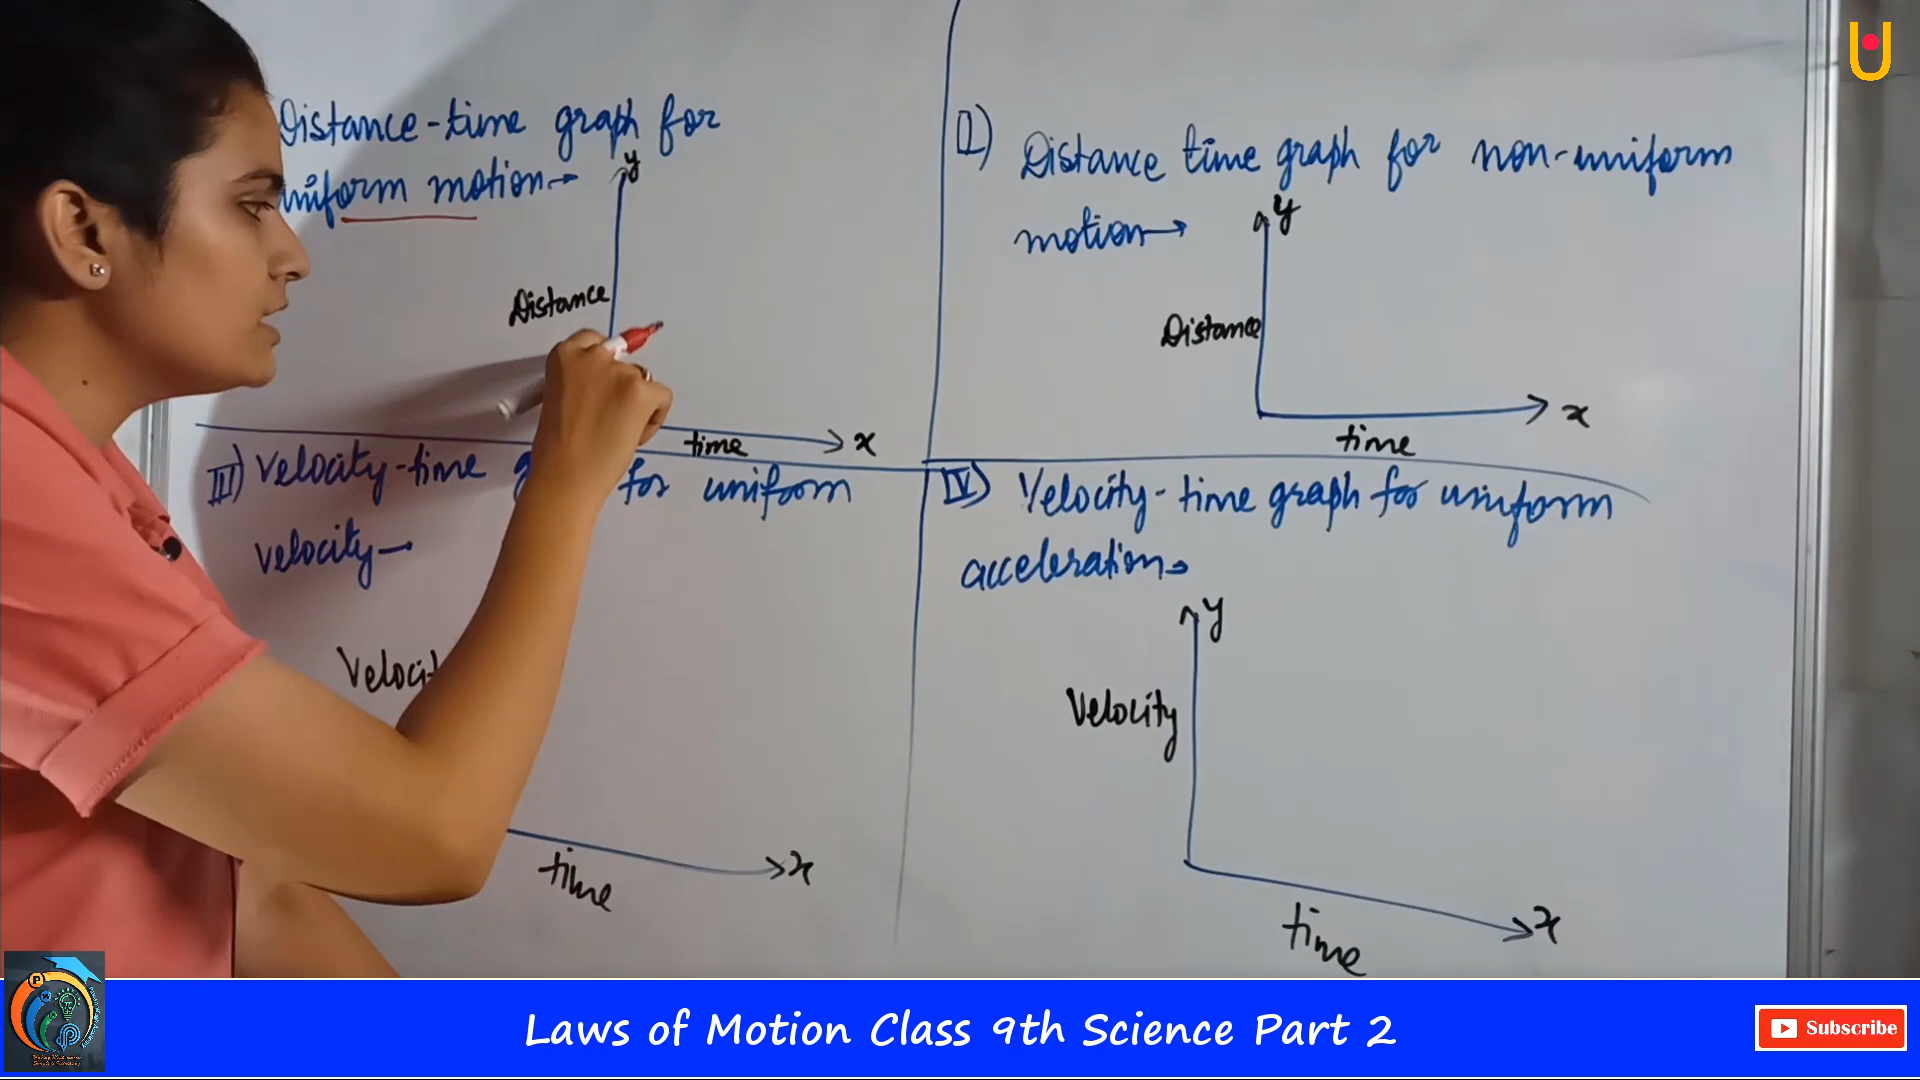 Distance-time graph for
uniform motion→
y
Distance
time
x
II) Distance time graph for non-uniform
motion→
y
Distance
x
time
III) Velocity-time for uniform
velocity→
time
x
IV) Velocity-time graph for uniform
acceleration→
y
Velocity
x
time
Laws of Motion Class 9th Science Part 2
Subscribe